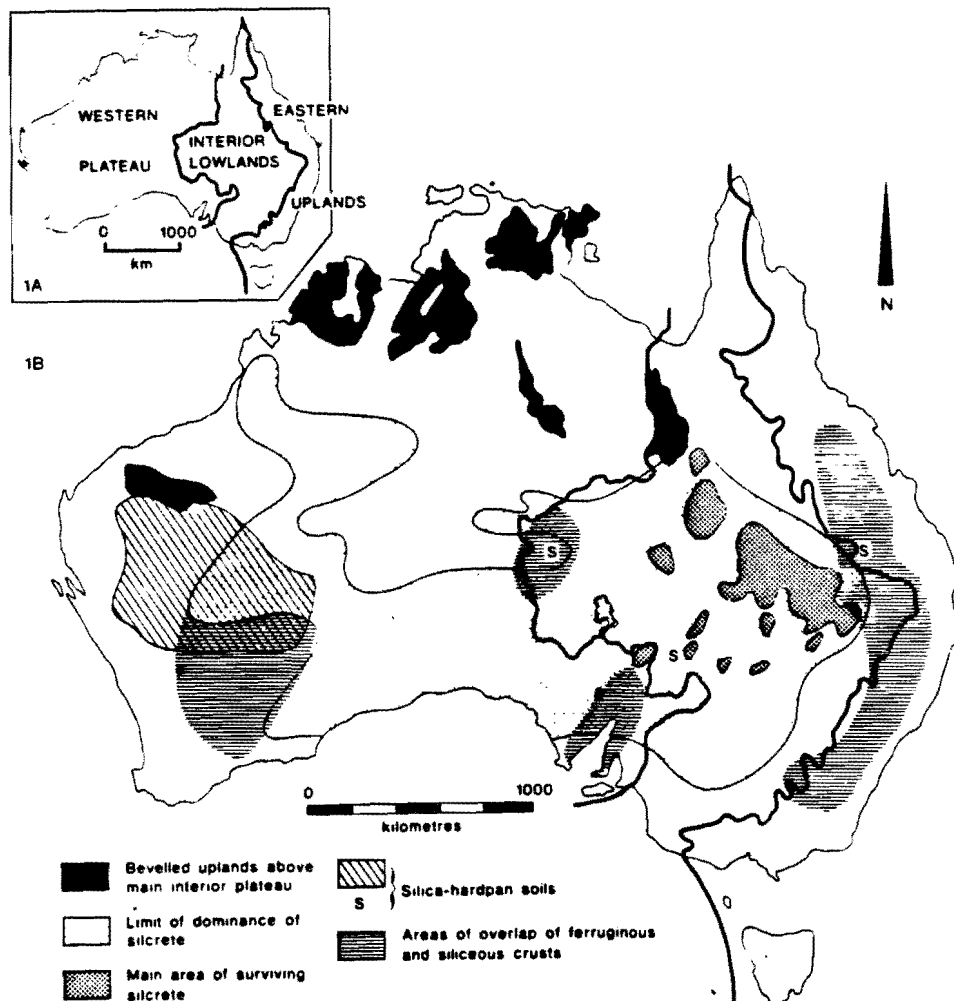 WESTERN
PLATEAU
EASTERN
INTERIOR
LOWLANDS
UPLANDS
0 1000
km
1A
1B
N
S
S
S
0 1000
kilometres
Bevelled uplands above
main interior plateau
Limit of dominance of
silcrete
Main area of surviving
silcrete
S
Silica-hardpan soils
Areas of overlap of ferruginous
and siliceous crusts